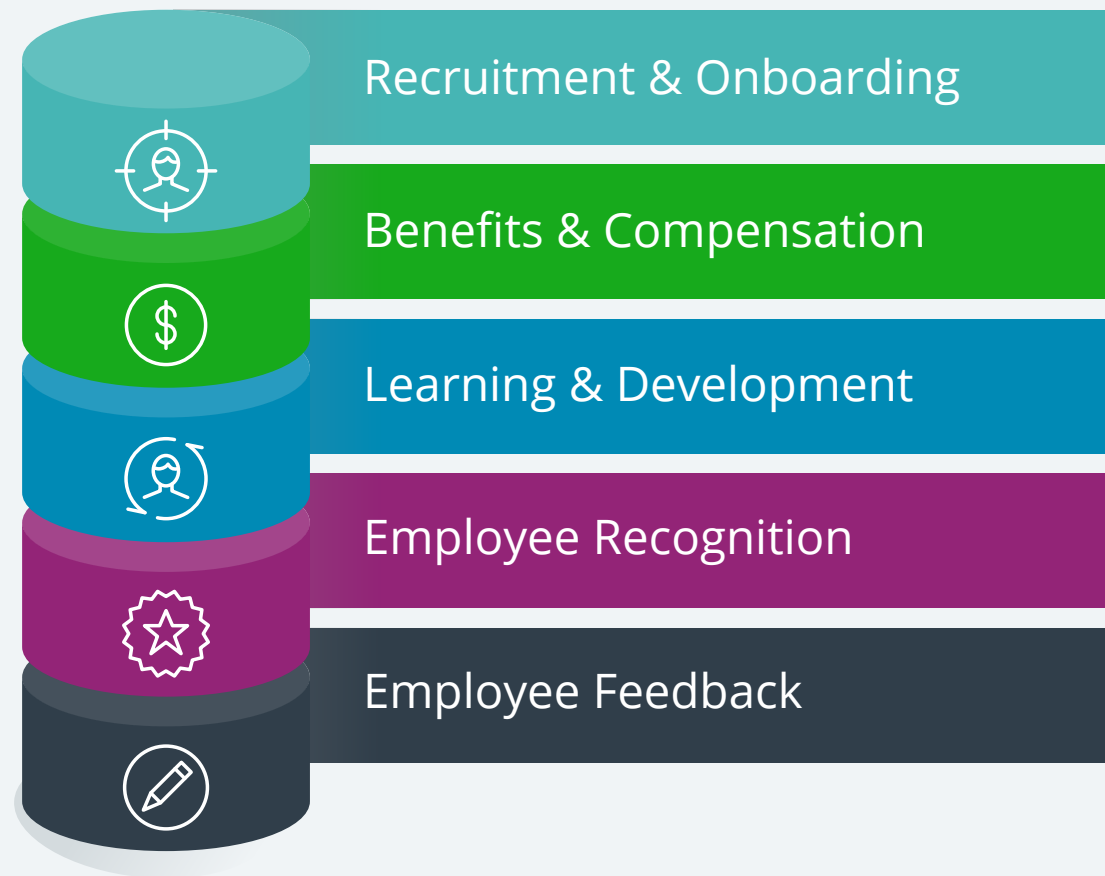 Recruitment & Onboarding
Benefits & Compensation
Learning & Development
Employee Recognition
Employee Feedback